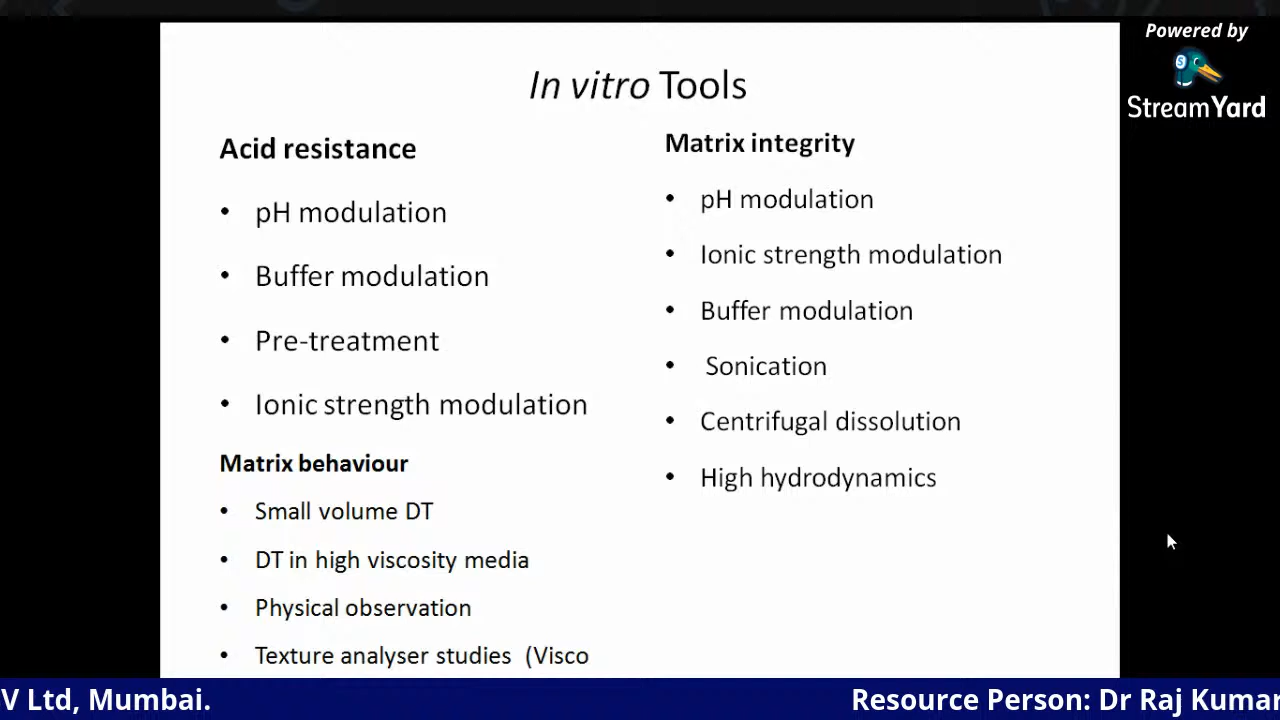 Powered by
StreamYard
In vitro Tools
Acid resistance
• pH modulation
• Buffer modulation
• Pre-treatment
• Ionic strength modulation
Matrix behaviour
• Small volume DT
• DT in high viscosity media
• Physical observation
• Texture analyser studies (Visco
Matrix integrity
• pH modulation
• Ionic strength modulation
• Buffer modulation
• Sonication
• Centrifugal dissolution
• High hydrodynamics
V Ltd, Mumbai. Resource Person: Dr Raj Kumar